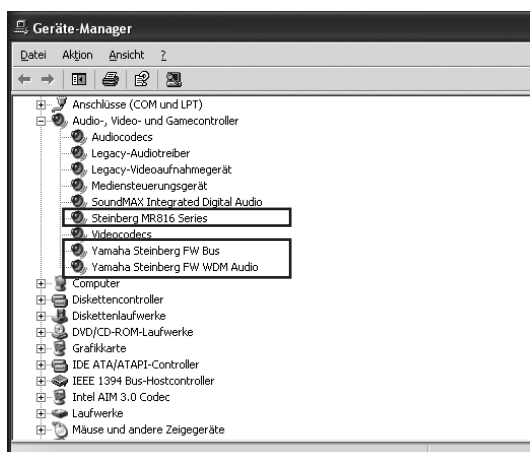 Geräte-Manager
Datei Aktion Ansicht ?
Anschlüsse (COM und LPT)
Audio-, Video- und Gamecontroller
Audiocodecs
Legacy-Audiotreiber
Legacy-Videoaufnahmegerät
Mediensteuerungsgerät
SoundMAX Integrated Digital Audio
Steinberg MR816 Series
Videocodecs
Yamaha Steinberg FW Bus
Yamaha Steinberg FW WDM Audio
Computer
Diskettencontroller
Diskettenlaufwerke
DVD/CD-ROM-Laufwerke
Grafikkarte
IDE ATA/ATAPI-Controller
IEEE 1394 Bus-Hostcontroller
Intel AIM 3.0 Codec
Laufwerke
Mäuse und andere Zeigegeräte